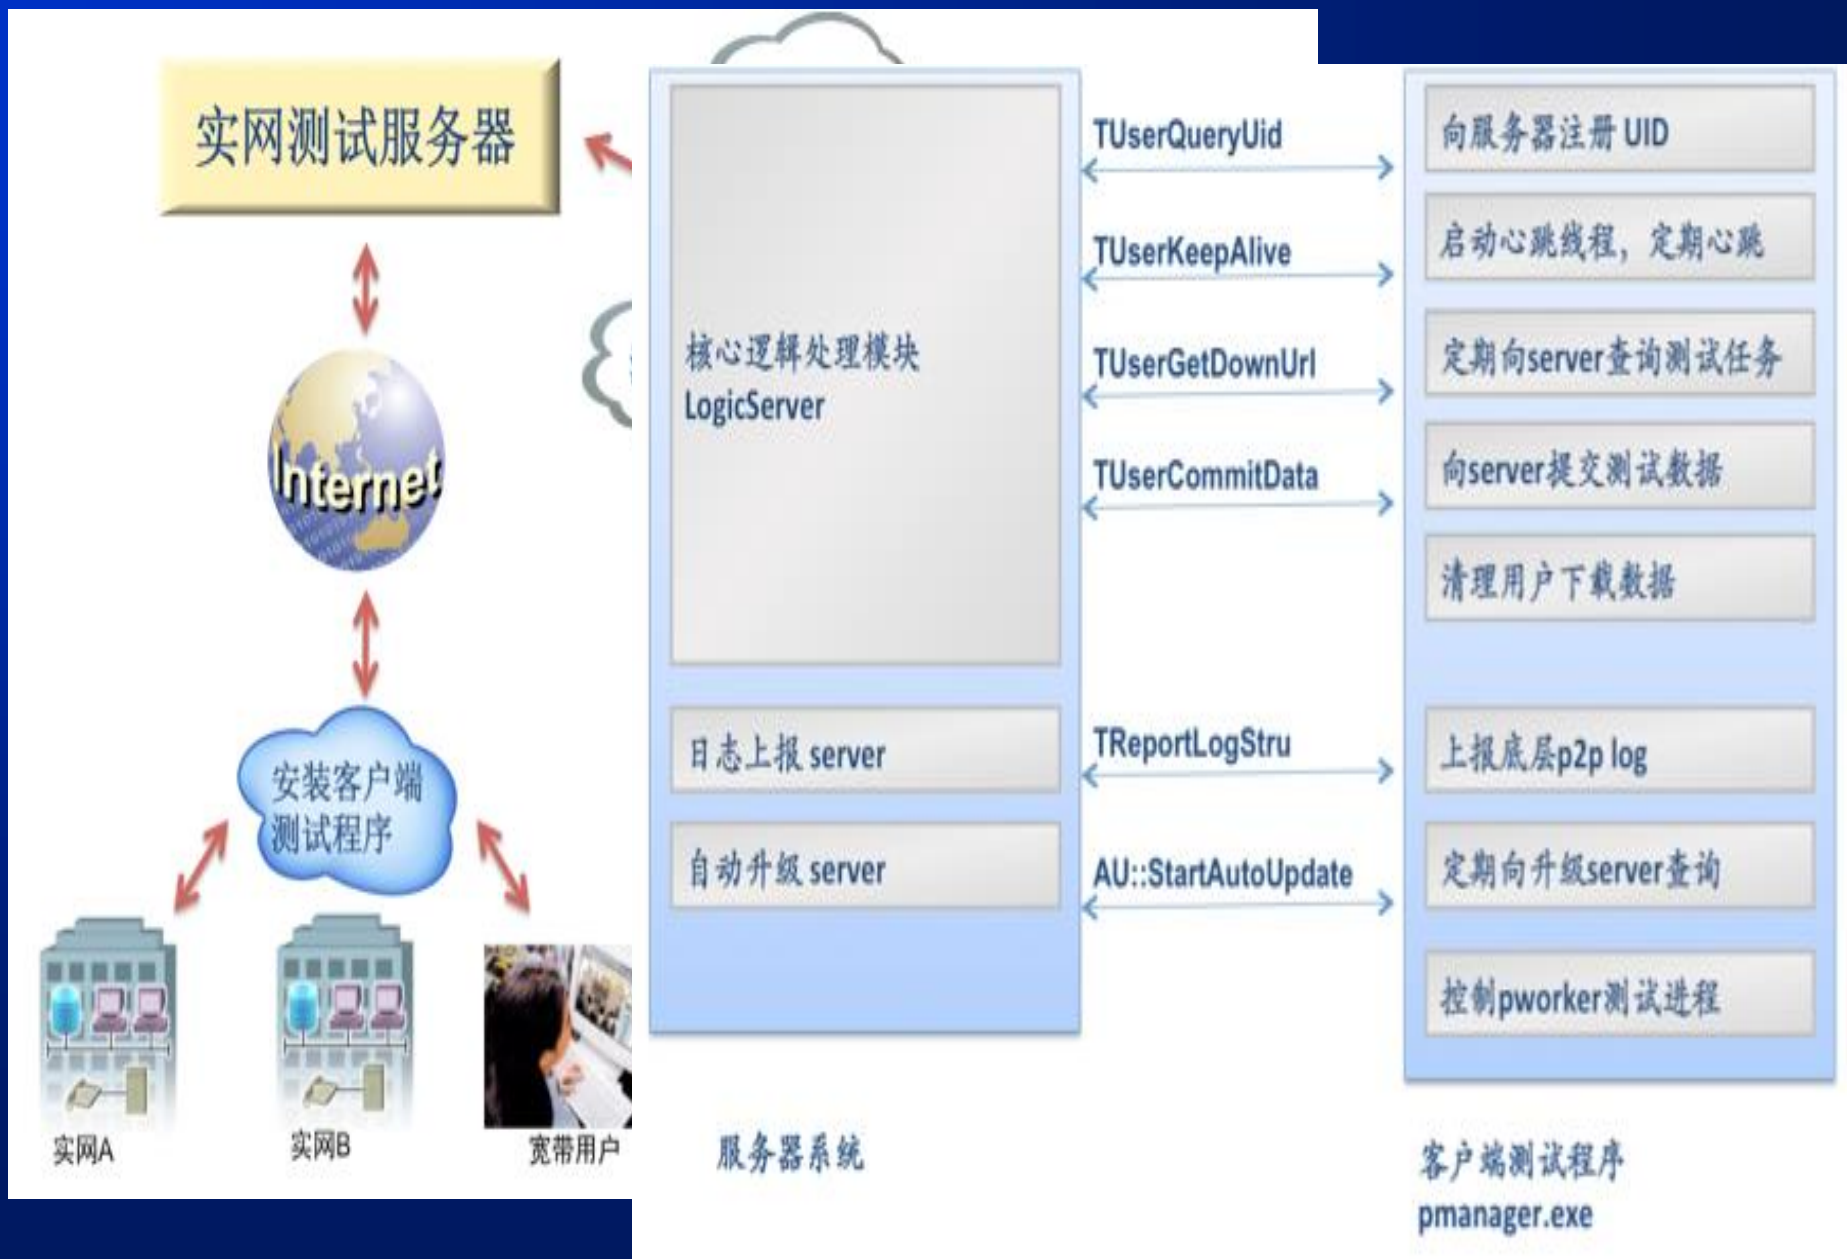 实网测试服务器
Internet
安装客户端
测试程序
实网A
实网B
宽带用户
核心逻辑处理模块
LogicServer
日志上报 server
自动升级 server
服务器系统
TUserQueryUid
TUserKeepAlive
TUserGetDownUrl
TUserCommitData
TReportLogStru
AU::StartAutoUpdate
向服务器注册 UID
启动心跳线程，定期心跳
定期向server查询测试任务
向server提交测试数据
清理用户下载数据
上报底层p2p log
定期向升级server查询
控制pworker测试进程
客户端测试程序
pmanager.exe